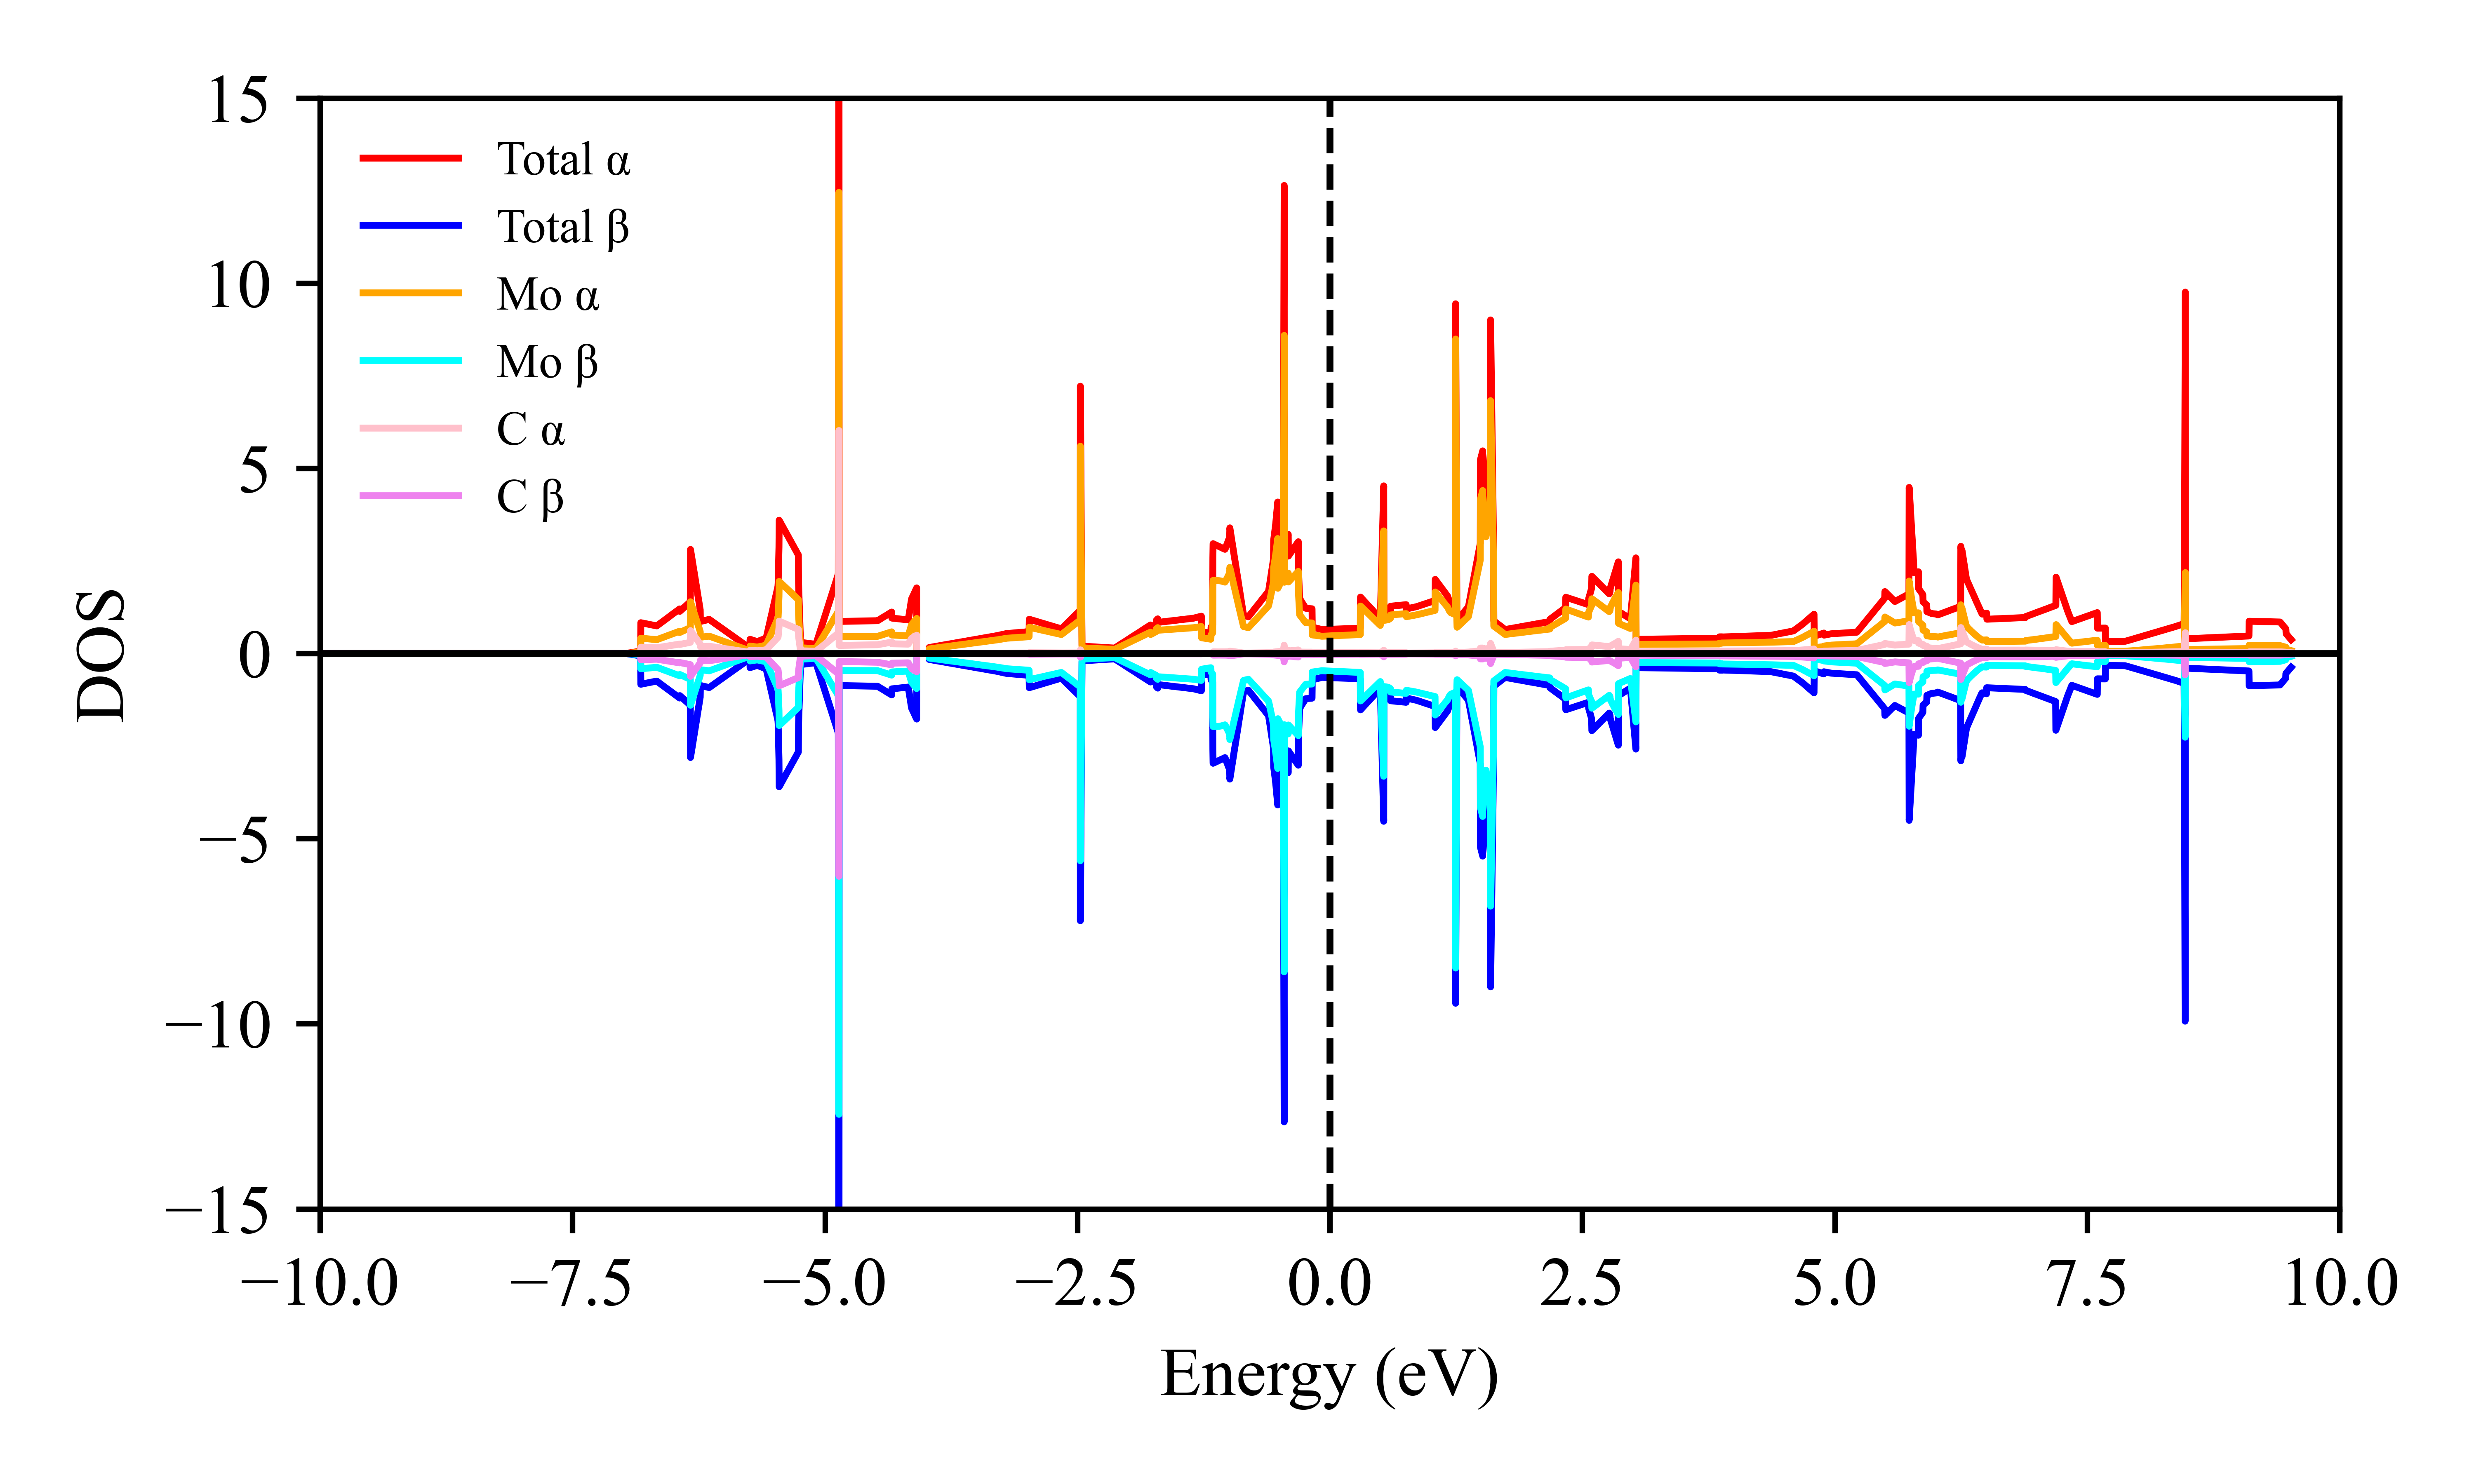 15
10
5
0
−5
−10
−15
DOS
Total α
Total β
Mo α
Mo β
C α
C β
−10.0 −7.5 −5.0 −2.5 0.0 2.5 5.0 7.5 10.0
Energy (eV)